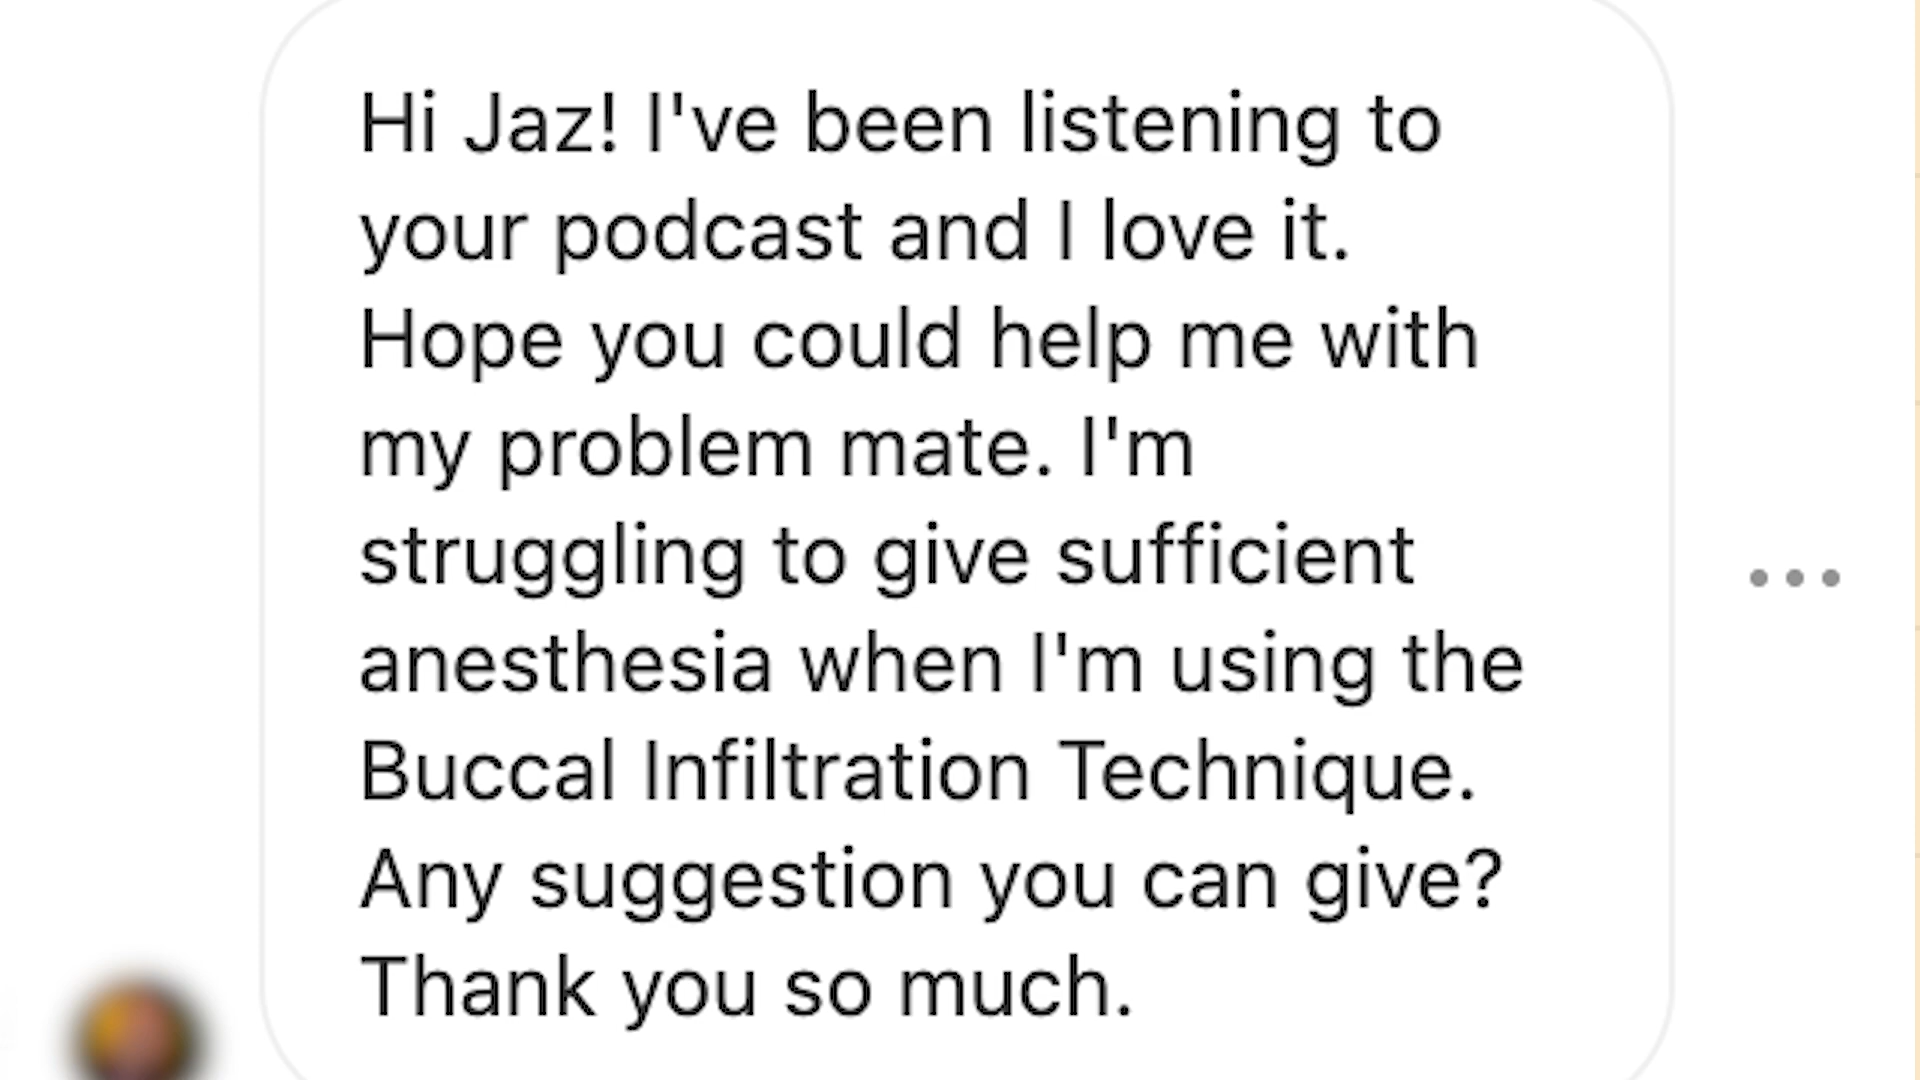 Hi Jaz! I've been listening to
your podcast and I love it.
Hope you could help me with
my problem mate. I'm
struggling to give sufficient
anesthesia when I'm using the
Buccal Infiltration Technique.
Any suggestion you can give?
Thank you so much.